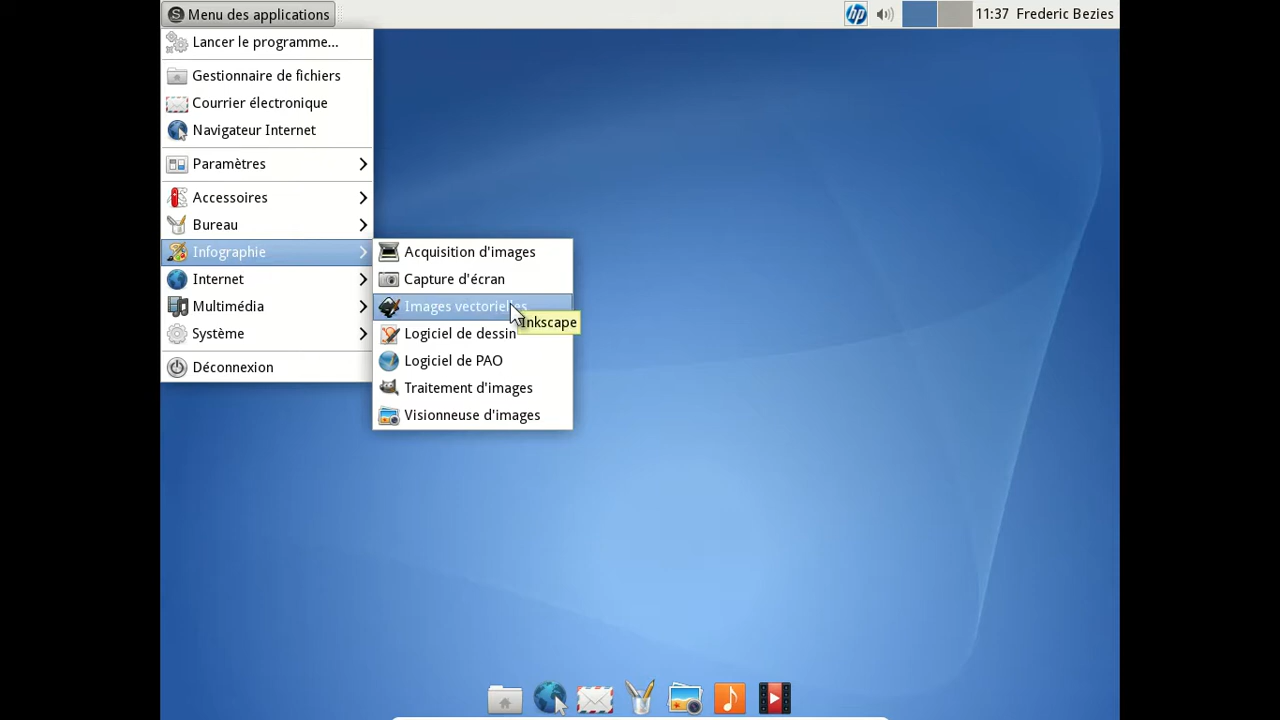 Menu des applications
11:37 Frederic Bezies
Lancer le programme...
Gestionnaire de fichiers
Courrier électronique
Navigateur Internet
Paramètres
Accessoires
Bureau
Infographie
Internet
Multimédia
Système
Déconnexion
Acquisition d'images
Capture d'écran
Images vectorielles
Inkscape
Logiciel de dessin
Logiciel de PAO
Traitement d'images
Visionneuse d'images
hp